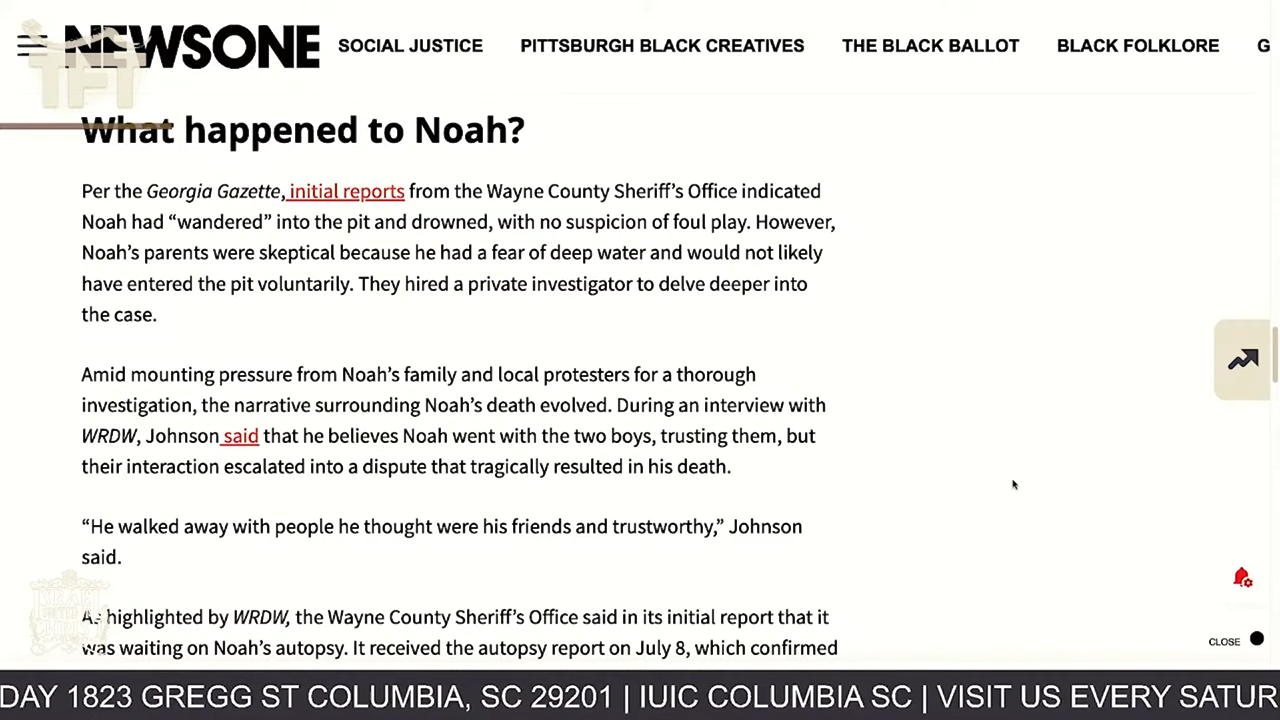 NEWSONE SOCIAL JUSTICE PITTSBURGH BLACK CREATIVES THE BLACK BALLOT BLACK FOLKLORE G
TFT
What happened to Noah?
Per the Georgia Gazette, initial reports from the Wayne County Sheriff’s Office indicated
Noah had “wandered” into the pit and drowned, with no suspicion of foul play. However,
Noah’s parents were skeptical because he had a fear of deep water and would not likely
have entered the pit voluntarily. They hired a private investigator to delve deeper into
the case.
Amid mounting pressure from Noah’s family and local protesters for a thorough
investigation, the narrative surrounding Noah’s death evolved. During an interview with
WRDW, Johnson said that he believes Noah went with the two boys, trusting them, but
their interaction escalated into a dispute that tragically resulted in his death.
“He walked away with people he thought were his friends and trustworthy,” Johnson
said.
As highlighted by WRDW, the Wayne County Sheriff’s Office said in its initial report that it
was waiting on Noah’s autopsy. It received the autopsy report on July 8, which confirmed
CLOSE
DAY 1823 GREGG ST COLUMBIA, SC 29201 | IUIC COLUMBIA SC | VISIT US EVERY SATUR